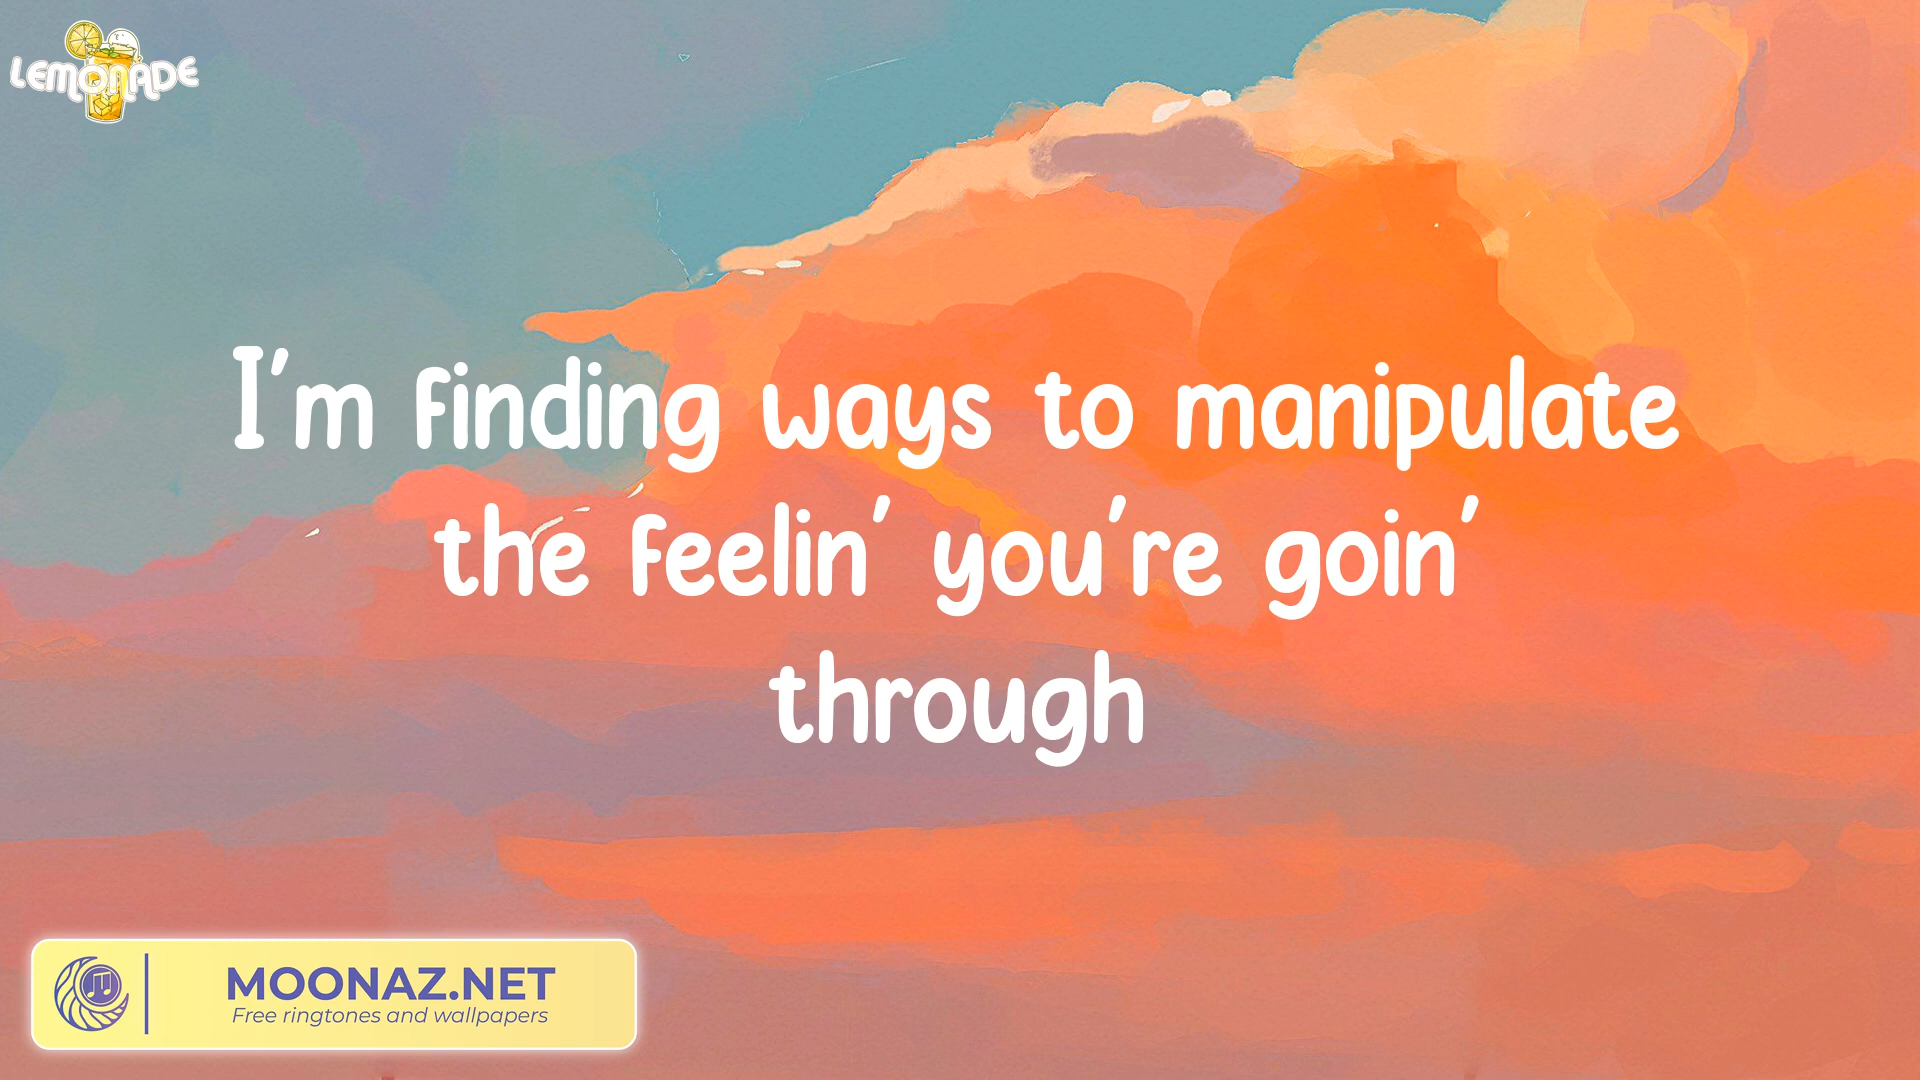 LEMONADE
I'm finding ways to manipulate
the feelin' you're goin'
through
MOONAZ.NET
Free ringtones and wallpapers